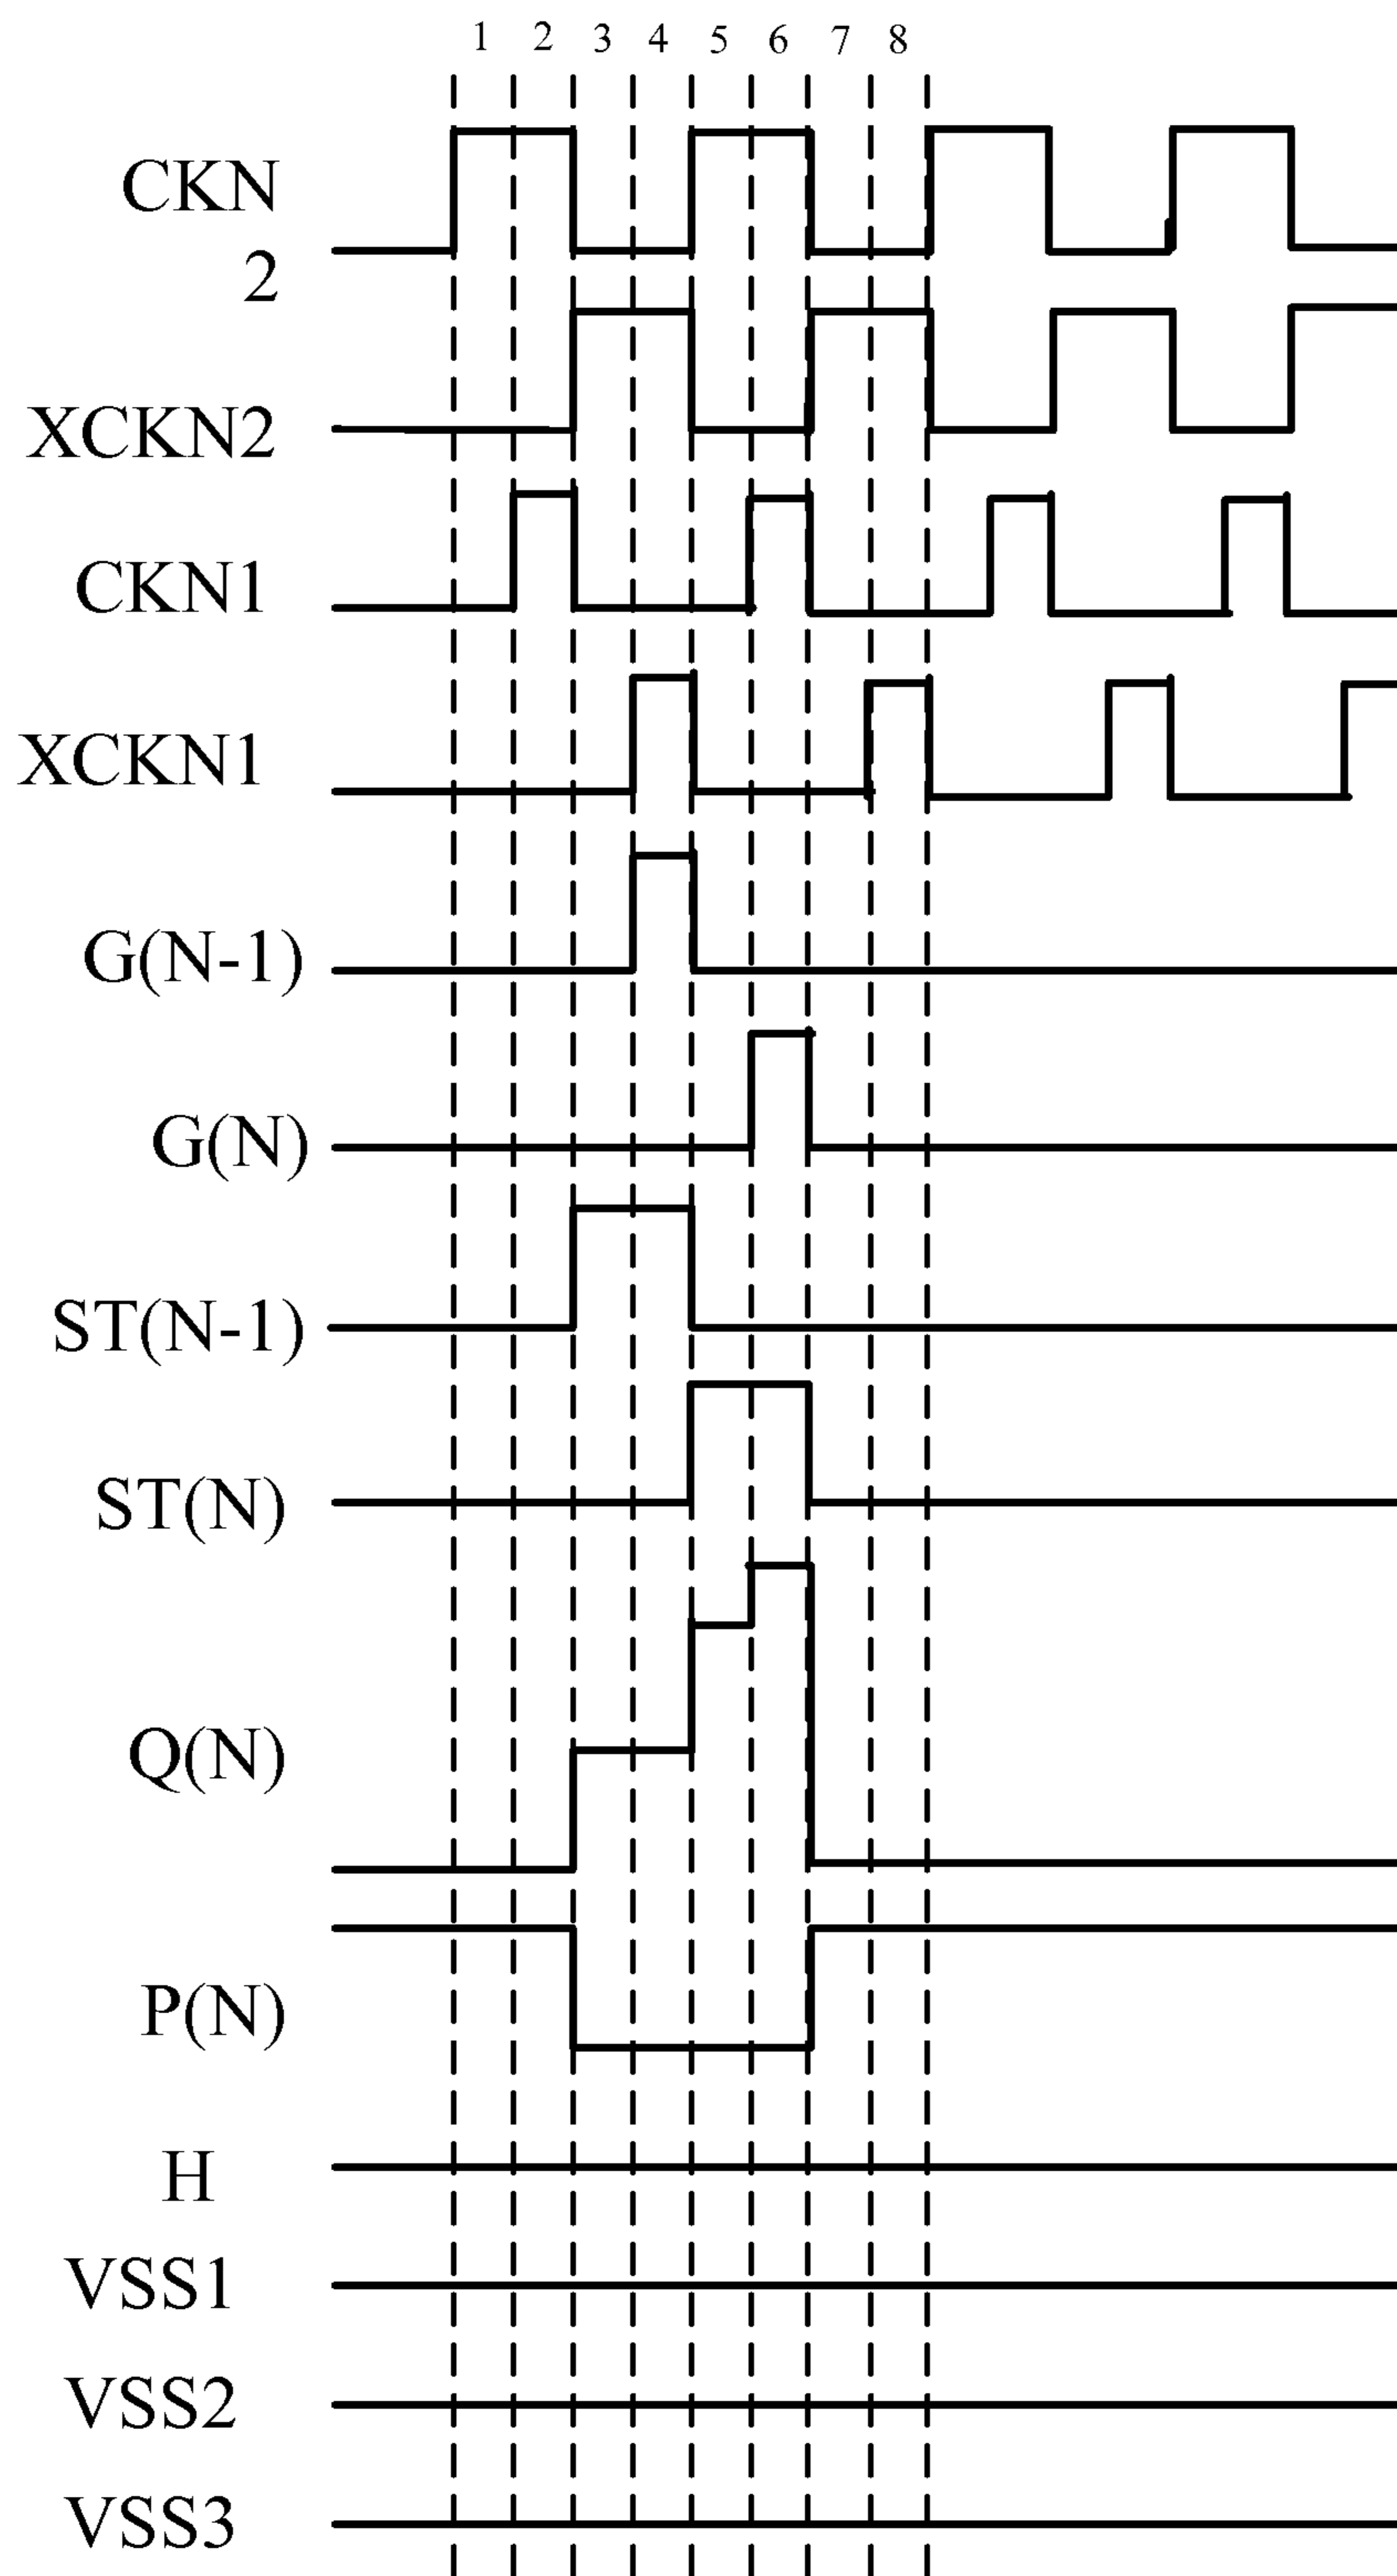 1 2 3 4 5 6 7 8
CKN
2
XCKN2
CKN1
XCKN1
G(N-1)
G(N)
ST(N-1)
ST(N)
Q(N)
P(N)
H
VSS1
VSS2
VSS3